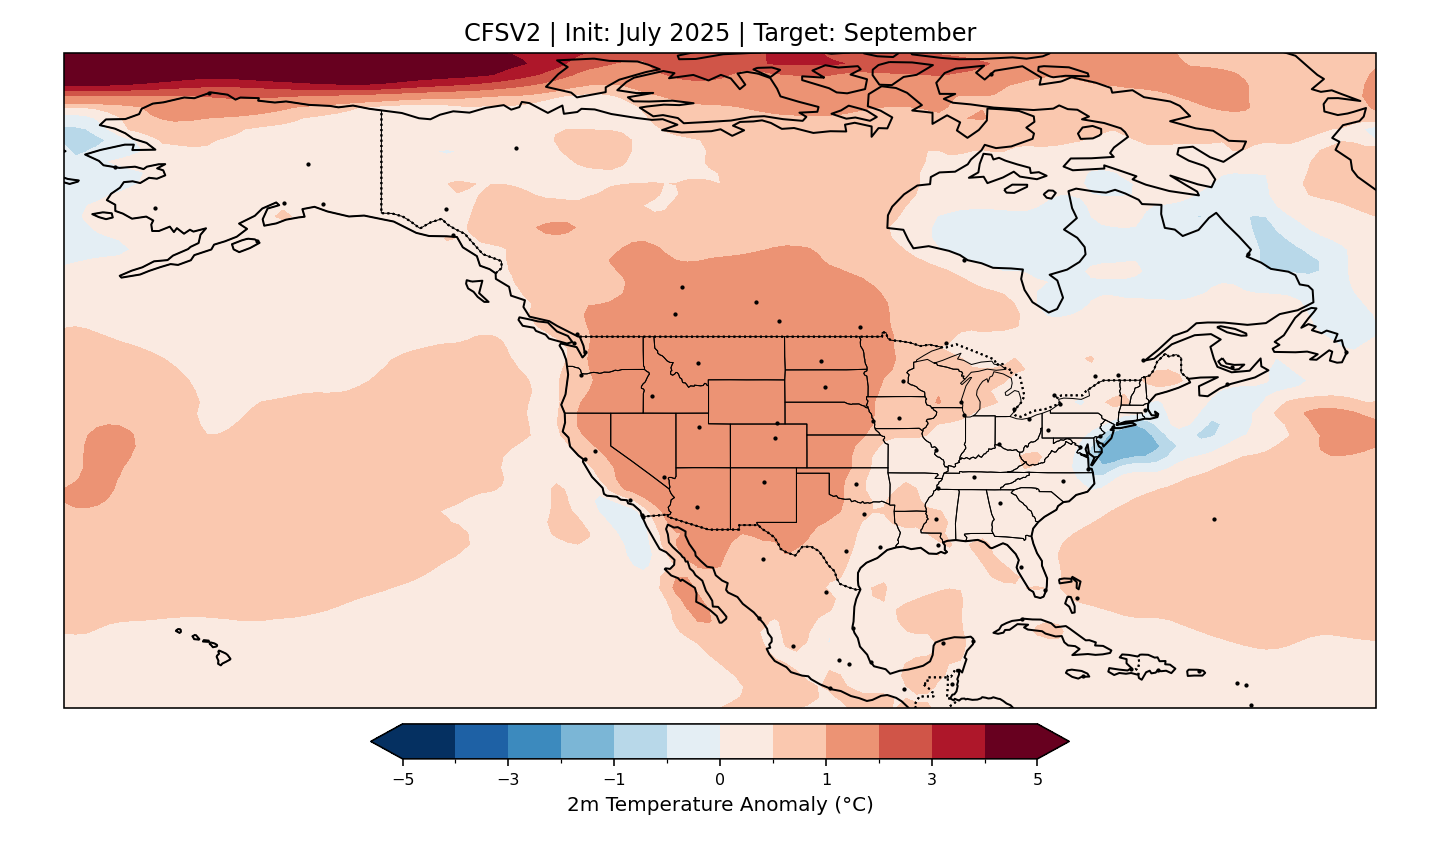 CFSV2 | Init: July 2025 | Target: September
−5 −3 −1 0 1 3 5
2m Temperature Anomaly (°C)